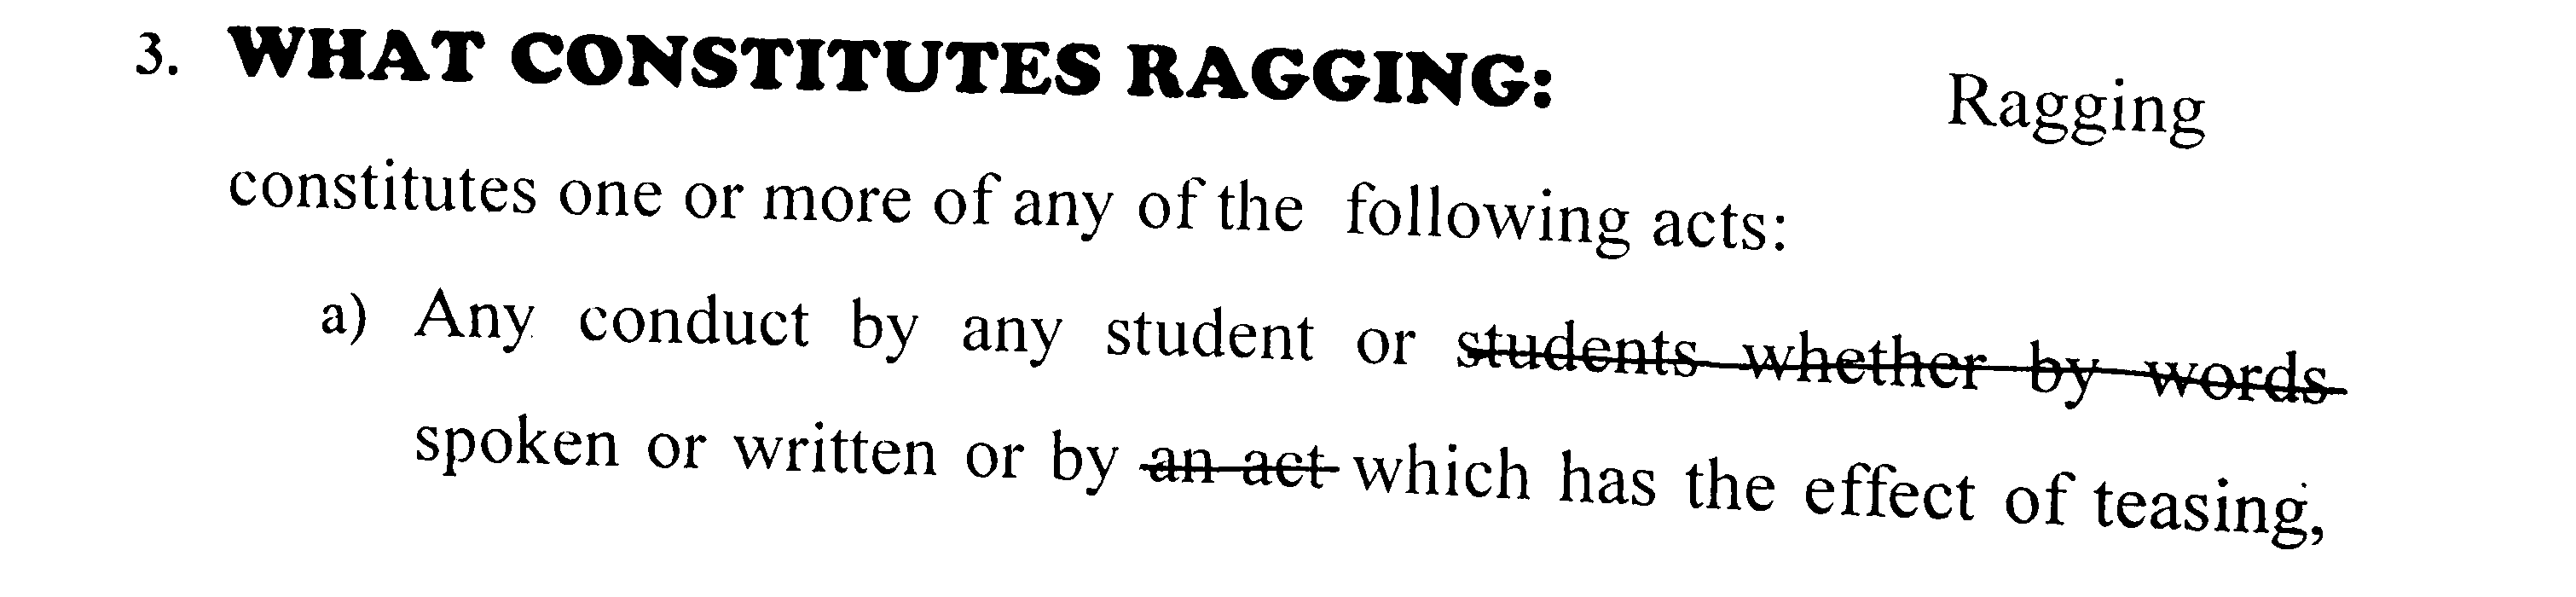 3. WHAT CONSTITUTES RAGGING: Ragging
constitutes one or more of any of the following acts:
a) Any conduct by any student or students whether by words
spoken or written or by an act which has the effect of teasing,